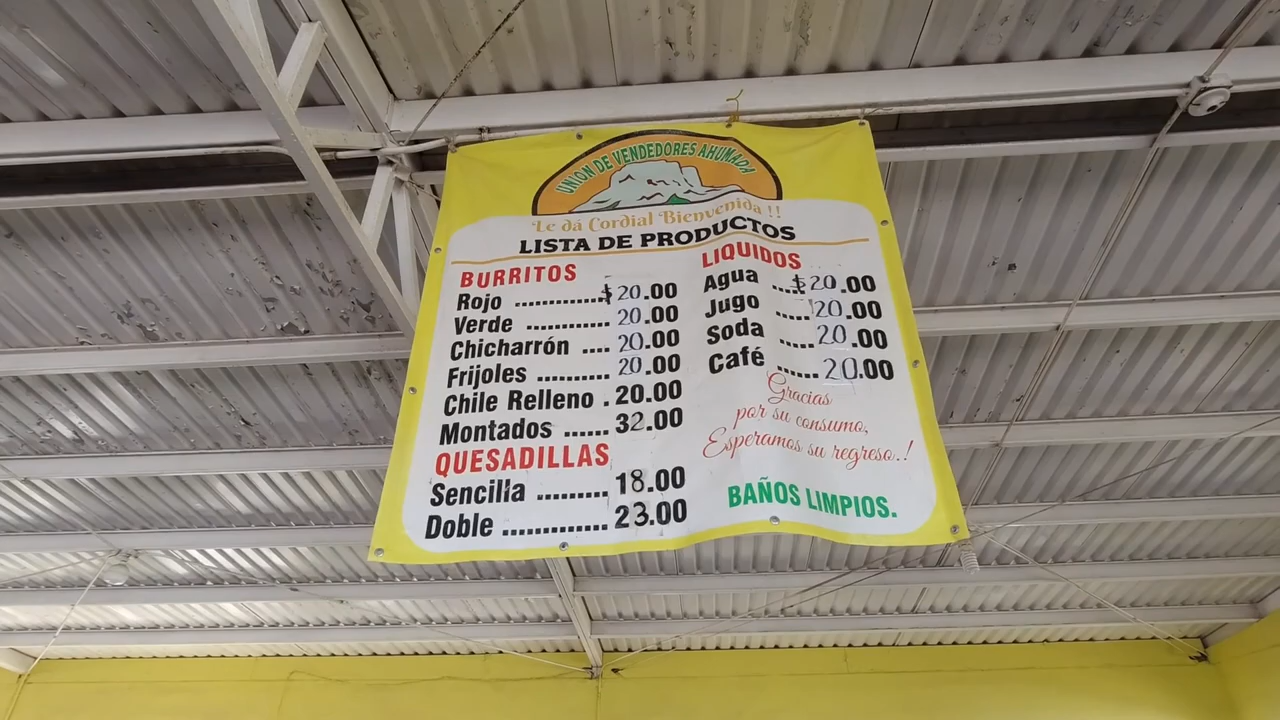 UNION DE VENDEDORES AHUMADA
Le dá Cordial Bienvenida !!
LISTA DE PRODUCTOS
BURRITOS
Rojo ............$20.00
Verde ........... 20.00
Chicharrón .... 20.00
Frijoles .......... 20.00
Chile Relleno . 20.00
Montados ...... 32.00
QUESADILLAS
Sencilla ......... 18.00
Doble ............ 23.00
LIQUIDOS
Agua ....$20.00
Jugo .....20.00
Soda .....20.00
Café ......20.00
Gracias
por su consumo,
Esperamos su regreso.!
BAÑOS LIMPIOS.